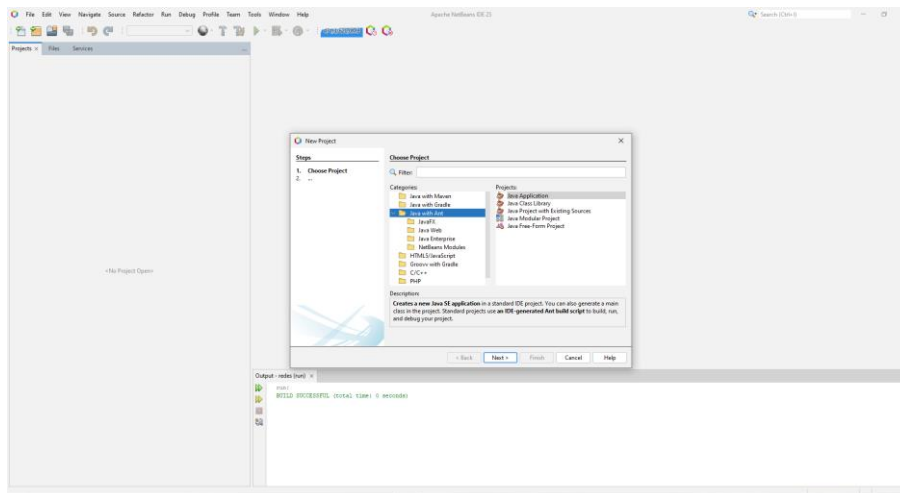 File Edit View Navigate Source Refactor Run Debug Profile Team Tools Window Help
Apache NetBeans IDE 21
Search (Ctrl+I)
Projects × Files Services
<No Project Open>
New Project
Steps
1. Choose Project
2. ...
Choose Project
Filter:
Categories:
Java with Maven
Java with Gradle
Java with Ant
JavaFX
Java Web
Java Enterprise
NetBeans Modules
HTML5/JavaScript
Groovy with Gradle
C/C++
PHP
Projects:
Java Application
Java Class Library
Java Project with Existing Sources
Java Modular Project
Java Free-Form Project
Description:
Creates a new Java SE application in a standard IDE project. You can also generate a main
class in the project. Standard projects use an IDE-generated Ant build script to build, run,
and debug your project.
< Back Next > Finish Cancel Help
Output - redes (run) ×
run:
BUILD SUCCESSFUL (total time: 0 seconds)